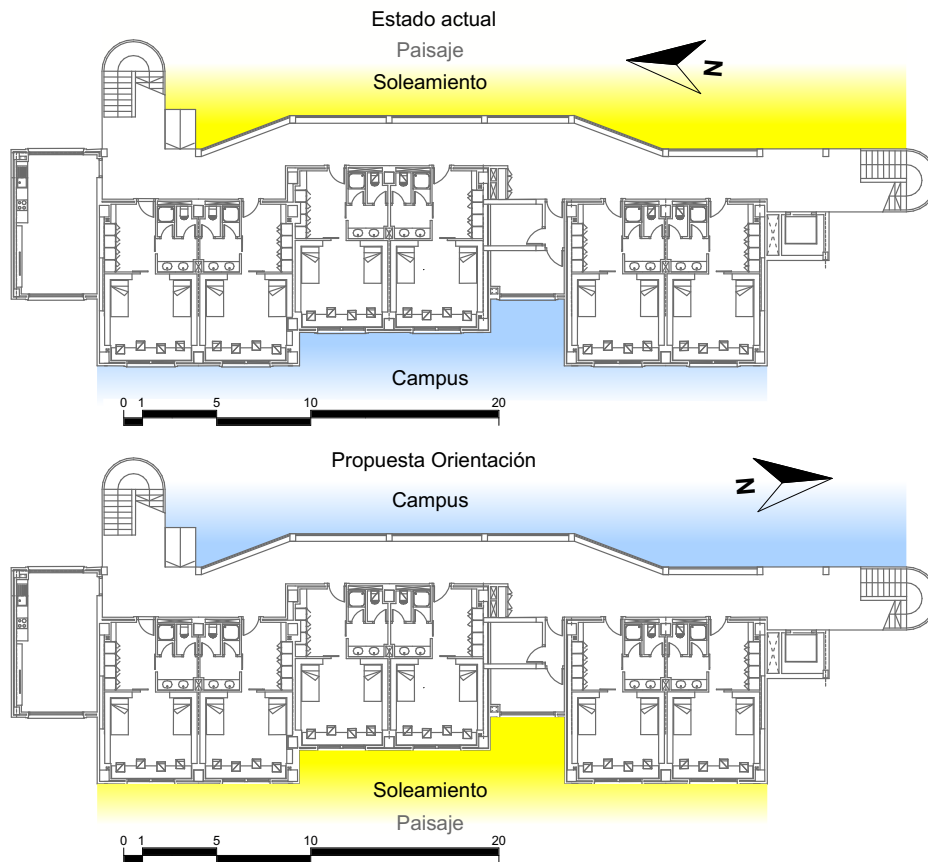 Estado actual
Paisaje
Soleamiento
N
Campus
0 1 5 10 20
Propuesta Orientación
Campus
N
Soleamiento
Paisaje
0 1 5 10 20